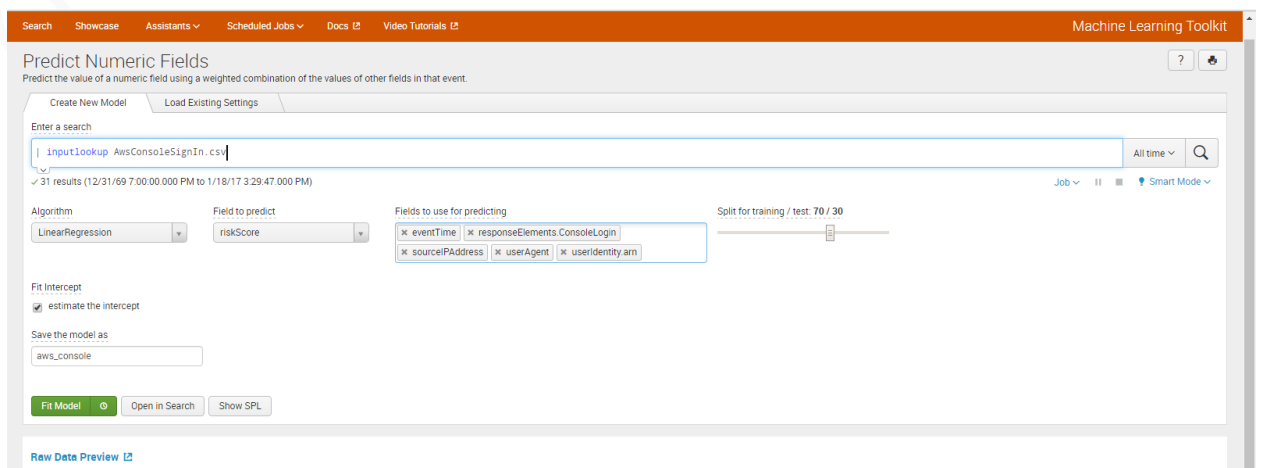 Search Showcase Assistants Scheduled Jobs Docs Video Tutorials Machine Learning Toolkit
Predict Numeric Fields ?
Predict the value of a numeric field using a weighted combination of the values of other fields in that event.
Create New Model Load Existing Settings
Enter a search
| inputlookup AwsConsoleSignIn.csv All time
✓ 31 results (12/31/69 7:00:00.000 PM to 1/18/17 3:29:47.000 PM) Job Smart Mode
Algorithm Field to predict Fields to use for predicting Split for training / test: 70 / 30
LinearRegression riskScore × eventTime × responseElements.ConsoleLogin
× sourceIPAddress × userAgent × userIdentity.arn
Fit Intercept
estimate the intercept
Save the model as
aws_console
Fit Model Open in Search Show SPL
Raw Data Preview